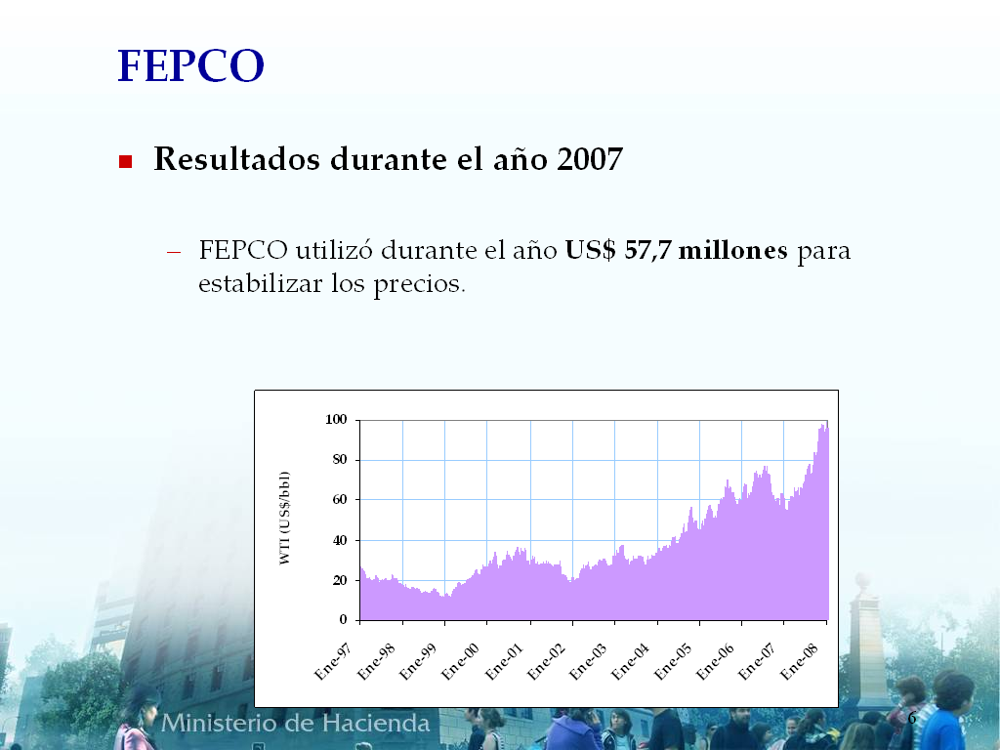 FEPCO
Resultados durante el año 2007
– FEPCO utilizó durante el año US$ 57,7 millones para
estabilizar los precios.
WTI (US$/bbl)
100
80
60
40
20
0
Ene-97
Ene-98
Ene-99
Ene-00
Ene-01
Ene-02
Ene-03
Ene-04
Ene-05
Ene-06
Ene-07
Ene-08
Ministerio de Hacienda
6